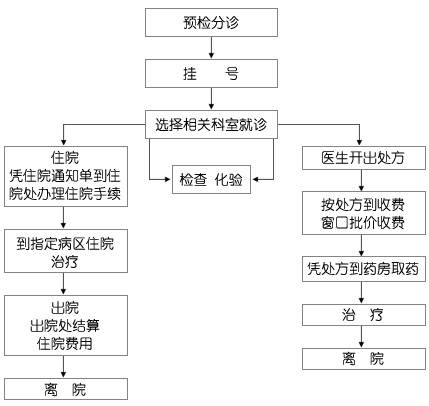 预检分诊
挂 号
选择相关科室就诊
住院
凭住院通知单到住
院处办理住院手续
到指定病区住院
治疗
出院
出院处结算
住院费用
离 院
检查 化验
医生开出处方
按处方到收费
窗口批价收费
凭处方到药房取药
治 疗
离 院